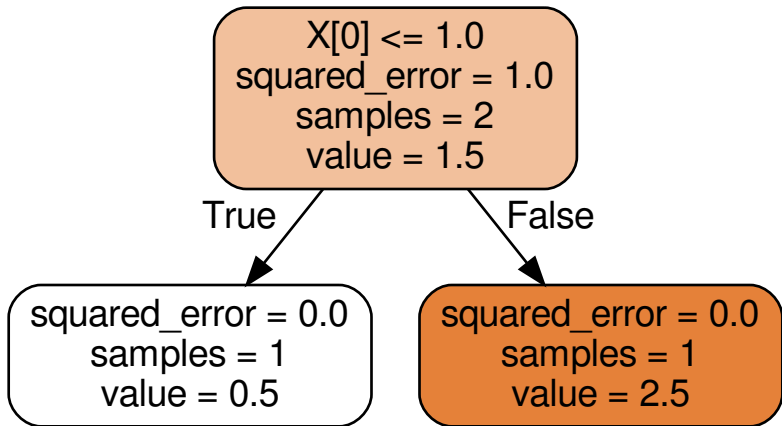 X[0] <= 1.0
squared_error = 1.0
samples = 2
value = 1.5
True
False
squared_error = 0.0
samples = 1
value = 0.5
squared_error = 0.0
samples = 1
value = 2.5